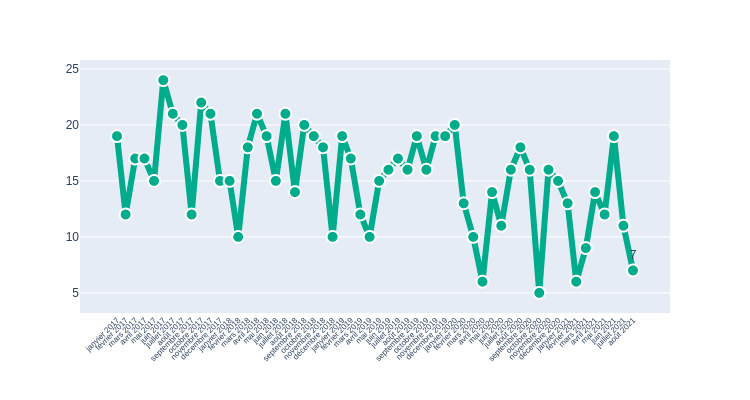 25
20
15
10
5
7
janvier 2017
février 2017
mars 2017
avril 2017
mai 2017
juin 2017
juillet 2017
août 2017
septembre 2017
octobre 2017
novembre 2017
décembre 2017
janvier 2018
février 2018
mars 2018
avril 2018
mai 2018
juin 2018
juillet 2018
août 2018
septembre 2018
octobre 2018
novembre 2018
décembre 2018
janvier 2019
février 2019
mars 2019
avril 2019
mai 2019
juin 2019
juillet 2019
août 2019
septembre 2019
octobre 2019
novembre 2019
décembre 2019
janvier 2020
février 2020
mars 2020
avril 2020
mai 2020
juin 2020
juillet 2020
août 2020
septembre 2020
octobre 2020
novembre 2020
décembre 2020
janvier 2021
février 2021
mars 2021
avril 2021
mai 2021
juin 2021
juillet 2021
août 2021